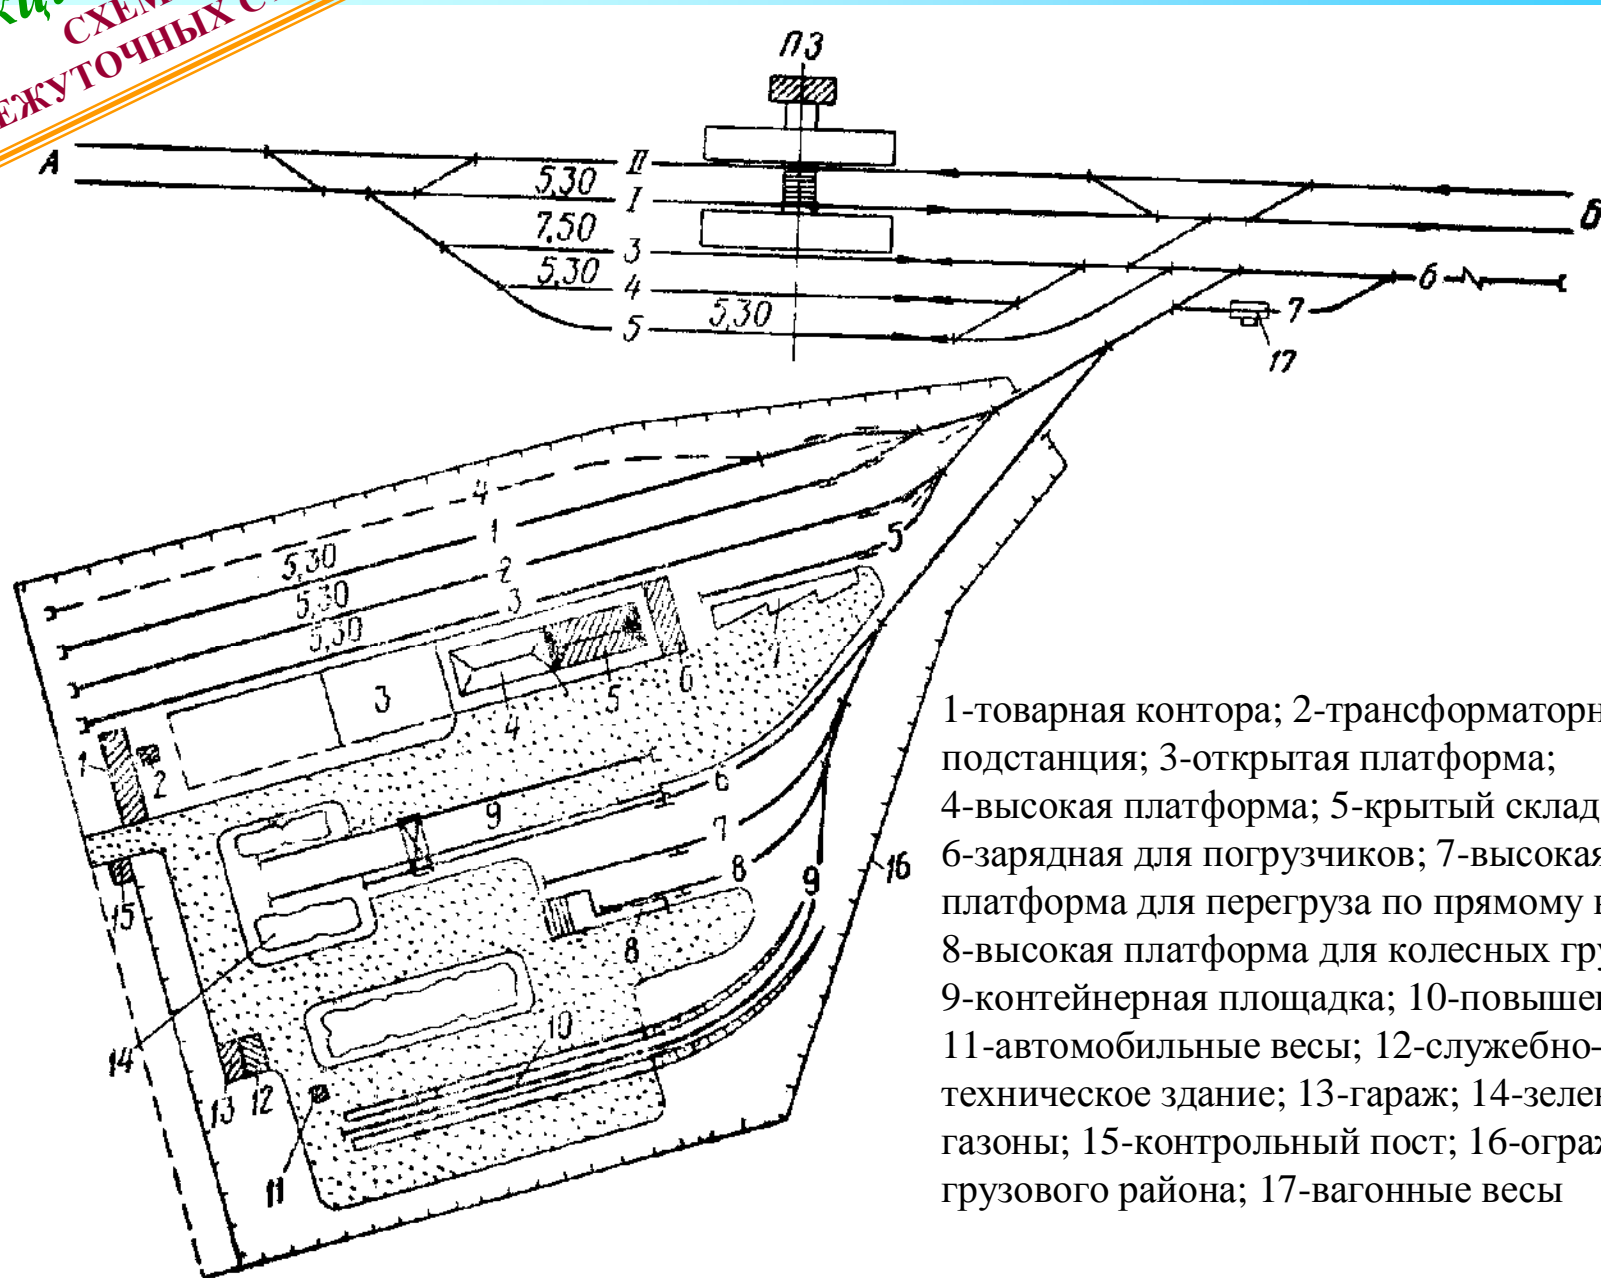 СХЕМ
ЕЖУТОЧНЫХ С
ПЗ
А
II
5,30
I
Б
7,50
3
5,30
4
6
5
5,30
7
17
4
1
5
5,30
2
5,30
3
5,30
3
4
5
6
7
1
2
9
6
7
8
9
16
15
8
10
14
13
12
11
1-товарная контора; 2-трансформаторн
подстанция; 3-открытая платформа;
4-высокая платформа; 5-крытый склад
6-зарядная для погрузчиков; 7-высокая
платформа для перегруза по прямому в
8-высокая платформа для колесных гру
9-контейнерная площадка; 10-повышен
11-автомобильные весы; 12-служебно-
техническое здание; 13-гараж; 14-зелен
газоны; 15-контрольный пост; 16-ограж
грузового района; 17-вагонные весы